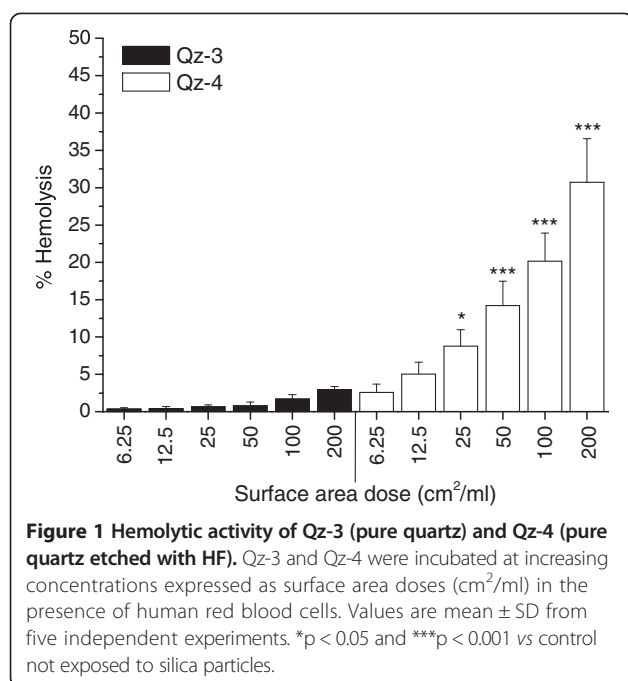 50
45
40
35
30
25
20
15
10
5
0
% Hemolysis
Qz-3
Qz-4
*
***
***
***
6.25
12.5
25
50
100
200
6.25
12.5
25
50
100
200
Surface area dose (cm²/ml)
Figure 1 Hemolytic activity of Qz-3 (pure quartz) and Qz-4 (pure
quartz etched with HF). Qz-3 and Qz-4 were incubated at increasing
concentrations expressed as surface area doses (cm²/ml) in the
presence of human red blood cells. Values are mean ± SD from
five independent experiments. *p < 0.05 and ***p < 0.001 vs control
not exposed to silica particles.